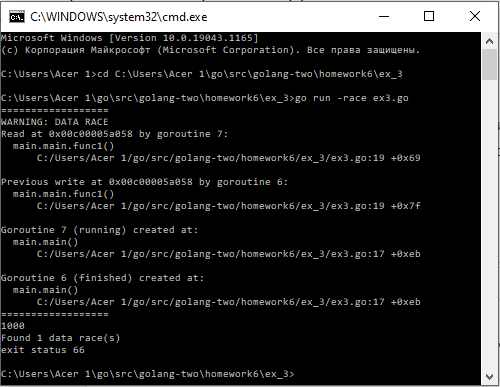 C:\WINDOWS\system32\cmd.exe
Microsoft Windows [Version 10.0.19043.1165]
(c) Корпорация Майкрософт (Microsoft Corporation). Все права защищены.
C:\Users\Acer 1>cd C:\Users\Acer 1\go\src\golang-two\homework6\ex_3
C:\Users\Acer 1\go\src\golang-two\homework6\ex_3>go run -race ex3.go
==================
WARNING: DATA RACE
Read at 0x00c00005a058 by goroutine 7:
main.main.func1()
C:/Users/Acer 1/go/src/golang-two/homework6/ex_3/ex3.go:19 +0x69
Previous write at 0x00c00005a058 by goroutine 6:
main.main.func1()
C:/Users/Acer 1/go/src/golang-two/homework6/ex_3/ex3.go:19 +0x7f
Goroutine 7 (running) created at:
main.main()
C:/Users/Acer 1/go/src/golang-two/homework6/ex_3/ex3.go:17 +0xeb
Goroutine 6 (finished) created at:
main.main()
C:/Users/Acer 1/go/src/golang-two/homework6/ex_3/ex3.go:17 +0xeb
==================
1000
Found 1 data race(s)
exit status 66
C:\Users\Acer 1\go\src\golang-two\homework6\ex_3>